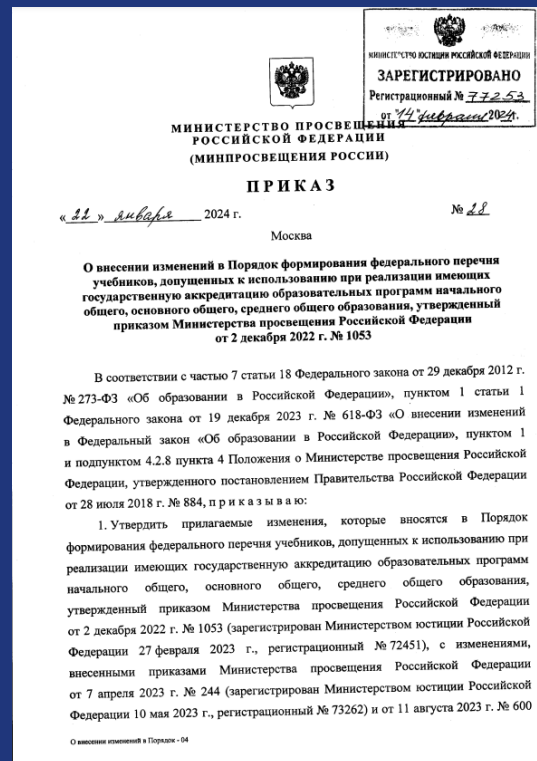 МИНИСТЕРСТВО ЮСТИЦИИ РОССИЙСКОЙ ФЕДЕРАЦИИ
ЗАРЕГИСТРИРОВАНО
Регистрационный № 77253
от "14" февраля 2024г.
МИНИСТЕРСТВО ПРОСВЕЩЕНИЯ
РОССИЙСКОЙ ФЕДЕРАЦИИ
(МИНПРОСВЕЩЕНИЯ РОССИИ)
ПРИКАЗ
« 22 » января 2024 г.
№ 28
Москва
О внесении изменений в Порядок формирования федерального перечня
учебников, допущенных к использованию при реализации имеющих
государственную аккредитацию образовательных программ начального
общего, основного общего, среднего общего образования, утвержденный
приказом Министерства просвещения Российской Федерации
от 2 декабря 2022 г. № 1053
В соответствии с частью 7 статьи 18 Федерального закона от 29 декабря 2012 г.
№ 273-ФЗ «Об образовании в Российской Федерации», пунктом 1 статьи 1
Федерального закона от 19 декабря 2023 г. № 618-ФЗ «О внесении изменений
в Федеральный закон «Об образовании в Российской Федерации», пунктом 1
и подпунктом 4.2.8 пункта 4 Положения о Министерстве просвещения Российской
Федерации, утвержденного постановлением Правительства Российской Федерации
от 28 июля 2018 г. № 884, п р и к а з ы в а ю:
1. Утвердить прилагаемые изменения, которые вносятся в Порядок
формирования федерального перечня учебников, допущенных к использованию при
реализации имеющих государственную аккредитацию образовательных программ
начального общего, основного общего, среднего общего образования,
утвержденный приказом Министерства просвещения Российской Федерации
от 2 декабря 2022 г. № 1053 (зарегистрирован Министерством юстиции Российской
Федерации 27 февраля 2023 г., регистрационный № 72451), с изменениями,
внесенными приказами Министерства просвещения Российской Федерации
от 7 апреля 2023 г. № 244 (зарегистрирован Министерством юстиции Российской
Федерации 10 мая 2023 г., регистрационный № 73262) и от 11 августа 2023 г. № 600
О внесении изменений в Порядок - 04